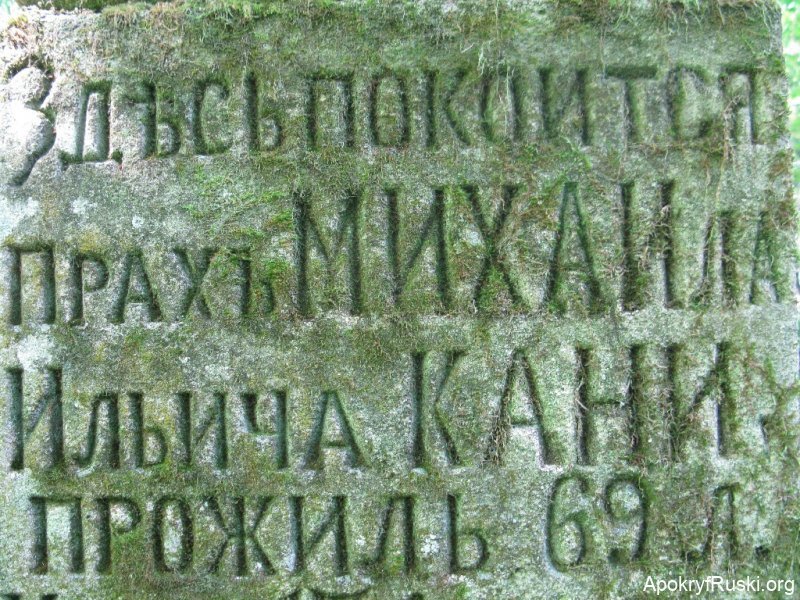 Здѣсь покоится
прахъ МИХАИла
Ильича КАНИ,
прожилъ 69 л.
ApokryfRuski.org